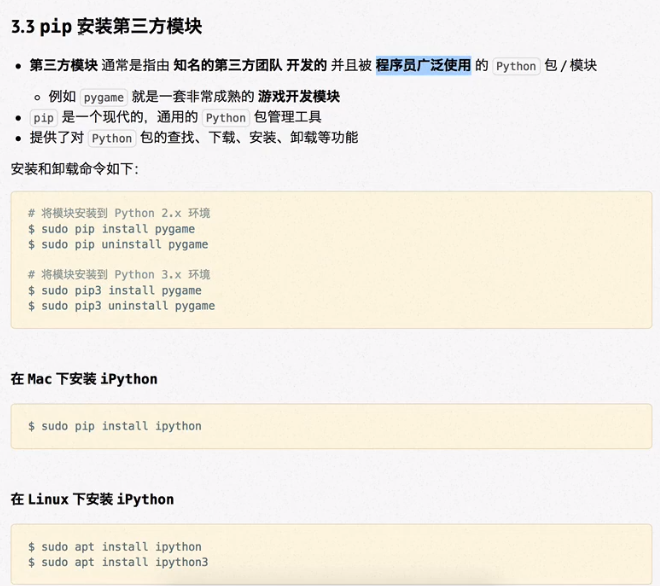 3.3 pip 安装第三方模块
• 第三方模块 通常是指由 知名的第三方团队 开发的 并且被 程序员广泛使用 的 Python 包 / 模块
◦ 例如 pygame 就是一套非常成熟的 游戏开发模块
• pip 是一个现代的，通用的 Python 包管理工具
• 提供了对 Python 包的查找、下载、安装、卸载等功能
安装和卸载命令如下：
# 将模块安装到 Python 2.x 环境
$ sudo pip install pygame
$ sudo pip uninstall pygame
# 将模块安装到 Python 3.x 环境
$ sudo pip3 install pygame
$ sudo pip3 uninstall pygame
在 Mac 下安装 iPython
$ sudo pip install ipython
在 Linux 下安装 iPython
$ sudo apt install ipython
$ sudo apt install ipython3